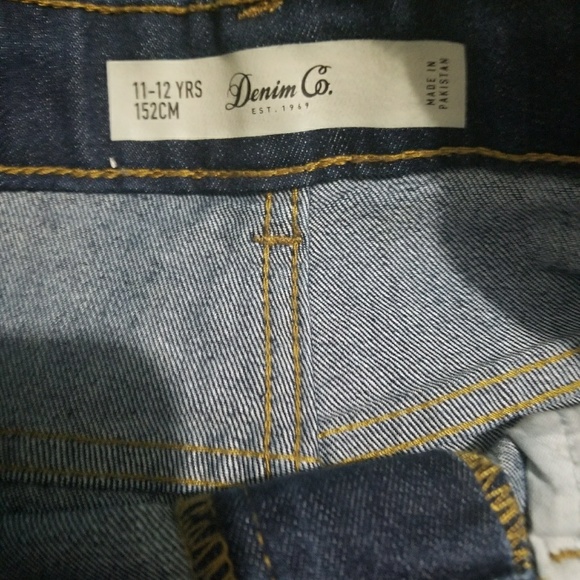 11-12 YRS
152CM
Denim Co.
EST. 1969
MADE IN
PAKISTAN